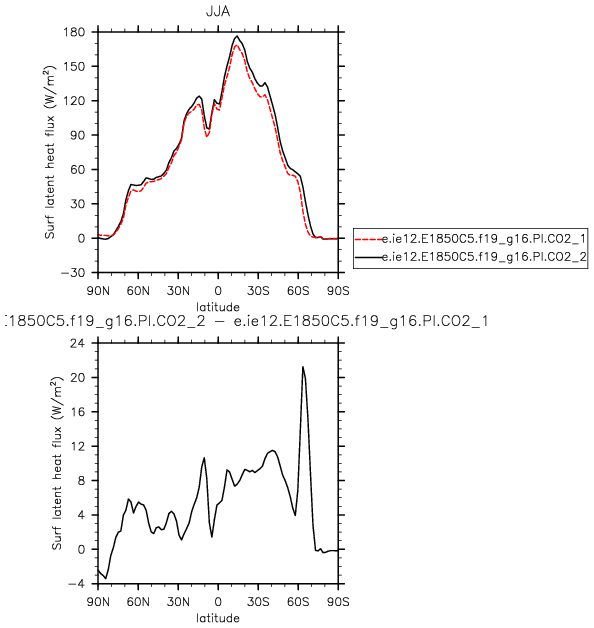 JJA
180
150
120
90
60
30
0
−30
Surf latent heat flux (W/m²)
90N 60N 30N 0 30S 60S 90S
latitude
e.ie12.E1850C5.f19_g16.PI.CO2_1
e.ie12.E1850C5.f19_g16.PI.CO2_2
:1850C5.f19_g16.PI.CO2_2 − e.ie12.E1850C5.f19_g16.PI.CO2_1
24
20
16
12
8
4
0
−4
Surf latent heat flux (W/m²)
90N 60N 30N 0 30S 60S 90S
latitude